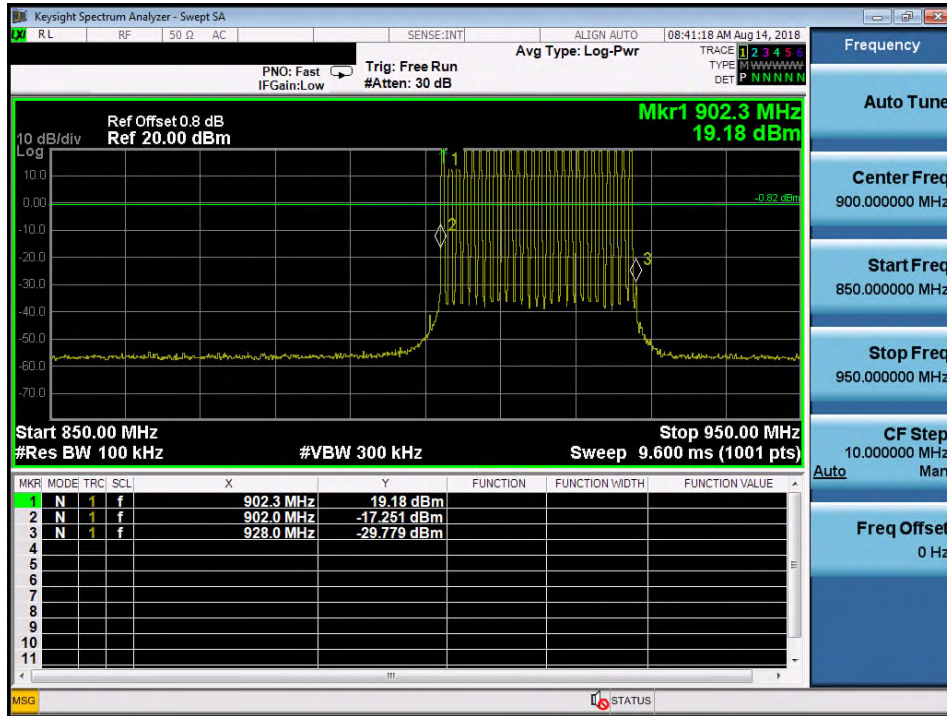 Keysight Spectrum Analyzer - Swept SA
LXI RL RF 50 Ω AC SENSE:INT ALIGN AUTO 08:41:18 AM Aug 14, 2018
PNO: Fast
IFGain:Low
Trig: Free Run
#Atten: 30 dB
Avg Type: Log-Pwr
TRACE 1 2 3 4 5 6
TYPE M WWWWW
DET P N N N N N
Frequency
Auto Tune
Center Freq
900.000000 MHz
Start Freq
850.000000 MHz
Stop Freq
950.000000 MHz
CF Step
10.000000 MHz
Auto Man
Freq Offset
0 Hz
Mkr1 902.3 MHz
19.18 dBm
Ref Offset 0.8 dB
10 dB/div Ref 20.00 dBm
Log
1
10.0
0.00
-0.82 dBm
-10.0
2
-20.0
3
-30.0
-40.0
-50.0
-60.0
-70.0
Start 850.00 MHz Stop 950.00 MHz
#Res BW 100 kHz #VBW 300 kHz Sweep 9.600 ms (1001 pts)
MKR MODE TRC SCL X Y FUNCTION FUNCTION WIDTH FUNCTION VALUE
1 N 1 f 902.3 MHz 19.18 dBm
2 N 1 f 902.0 MHz -17.251 dBm
3 N 1 f 928.0 MHz -29.779 dBm
4
5
6
7
8
9
10
11
MSG STATUS